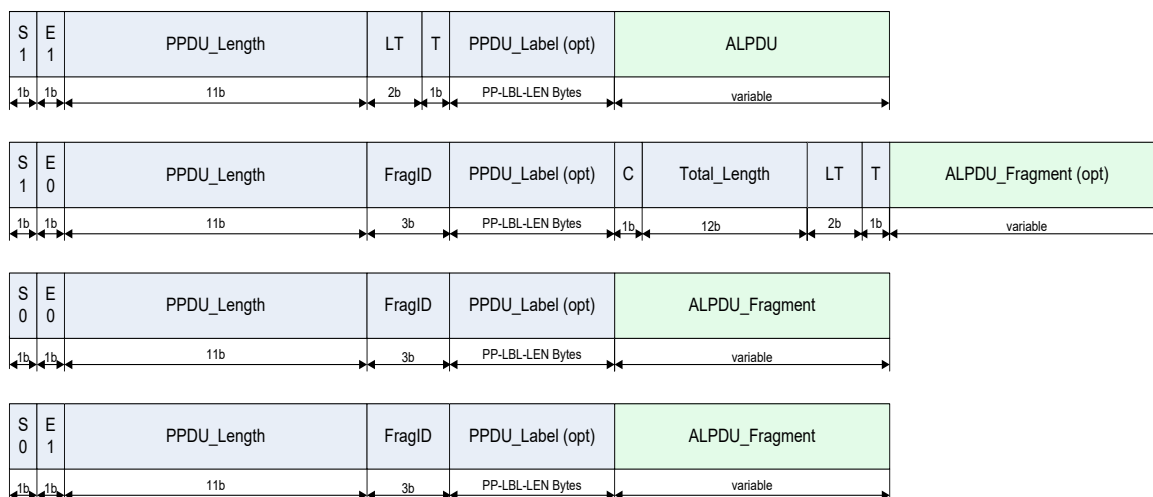 S E PPDU_Length LT T PPDU_Label (opt) ALPDU
1 1
1b 1b 11b 2b 1b PP-LBL-LEN Bytes variable
S E PPDU_Length FragID PPDU_Label (opt) C Total_Length LT T ALPDU_Fragment (opt)
1 0
1b 1b 11b 3b PP-LBL-LEN Bytes 1b 12b 2b 1b variable
S E PPDU_Length FragID PPDU_Label (opt) ALPDU_Fragment
0 0
1b 1b 11b 3b PP-LBL-LEN Bytes variable
S E PPDU_Length FragID PPDU_Label (opt) ALPDU_Fragment
0 1
1b 1b 11b 3b PP-LBL-LEN Bytes variable